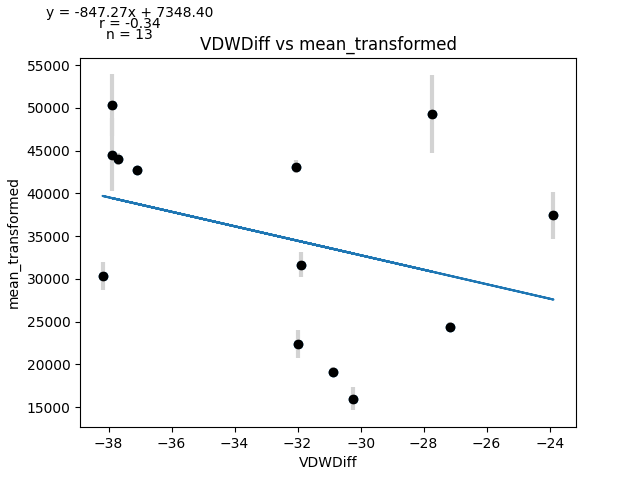 y = -847.27x + 7348.40
r = -0.34
n = 13
VDWDiff vs mean_transformed
55000
50000
45000
40000
35000
30000
25000
20000
15000
mean_transformed
−38
−36
−34
−32
−30
−28
−26
−24
VDWDiff